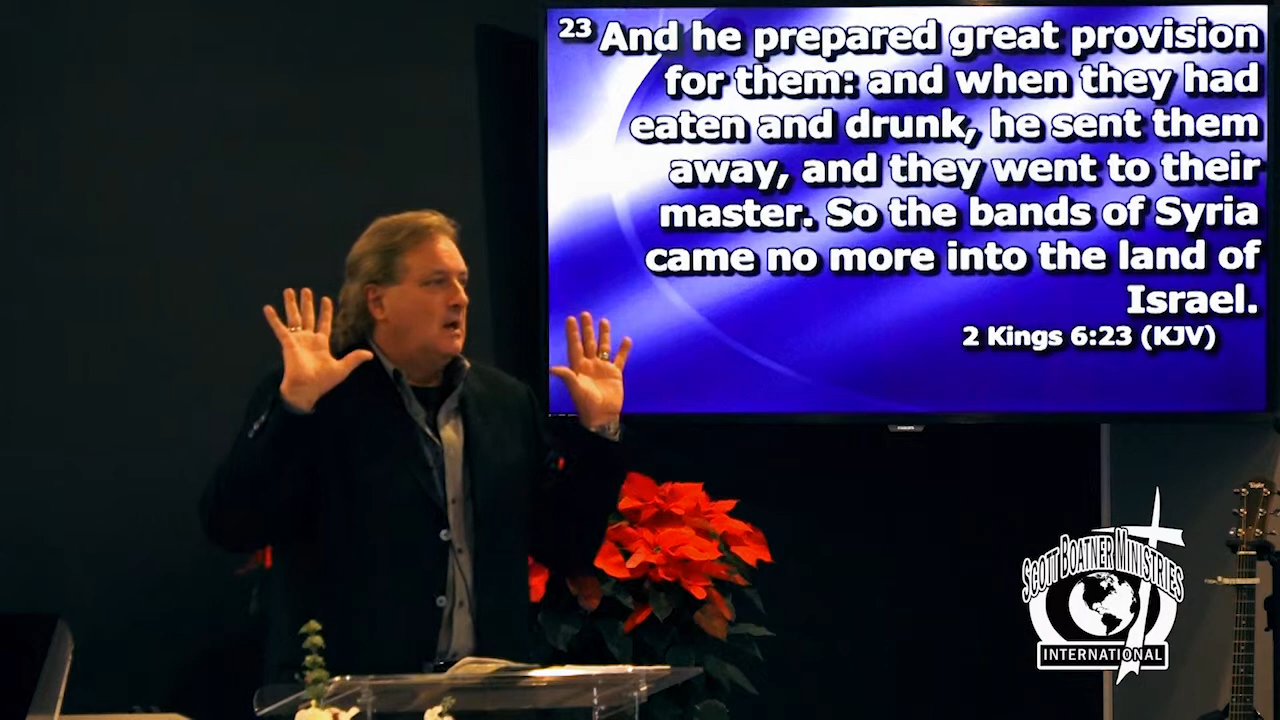 23 And he prepared great provision
for them: and when they had
eaten and drunk, he sent them
away, and they went to their
master. So the bands of Syria
came no more into the land of
Israel.
2 Kings 6:23 (KJV)
SCOTT BOATNER MINISTRIES
INTERNATIONAL
Taylor